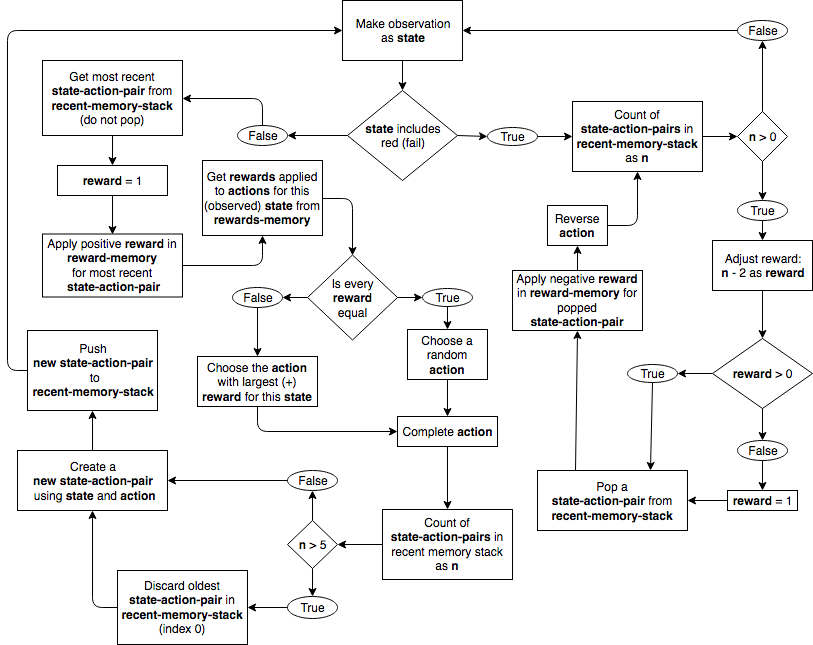 Make observation
as state
False
Get most recent
state-action-pair from
recent-memory-stack
(do not pop)
state includes
red (fail)
False
True
Count of
state-action-pairs in
recent-memory-stack
as n
n > 0
True
reward = 1
Get rewards applied
to actions for this
(observed) state from
rewards-memory
Reverse
action
Adjust reward:
n - 2 as reward
Apply positive reward in
reward-memory
for most recent
state-action-pair
Is every
reward
equal
False
True
Apply negative reward
in reward-memory for
popped
state-action-pair
Push
new state-action-pair
to
recent-memory-stack
Choose the action
with largest (+)
reward for this state
Choose a
random
action
True
reward > 0
False
Complete action
Create a
new state-action-pair
using state and action
False
Pop a
state-action-pair from
recent-memory-stack
reward = 1
Count of
state-action-pairs in
recent memory stack
as n
n > 5
True
Discard oldest
state-action-pair in
recent-memory-stack
(index 0)